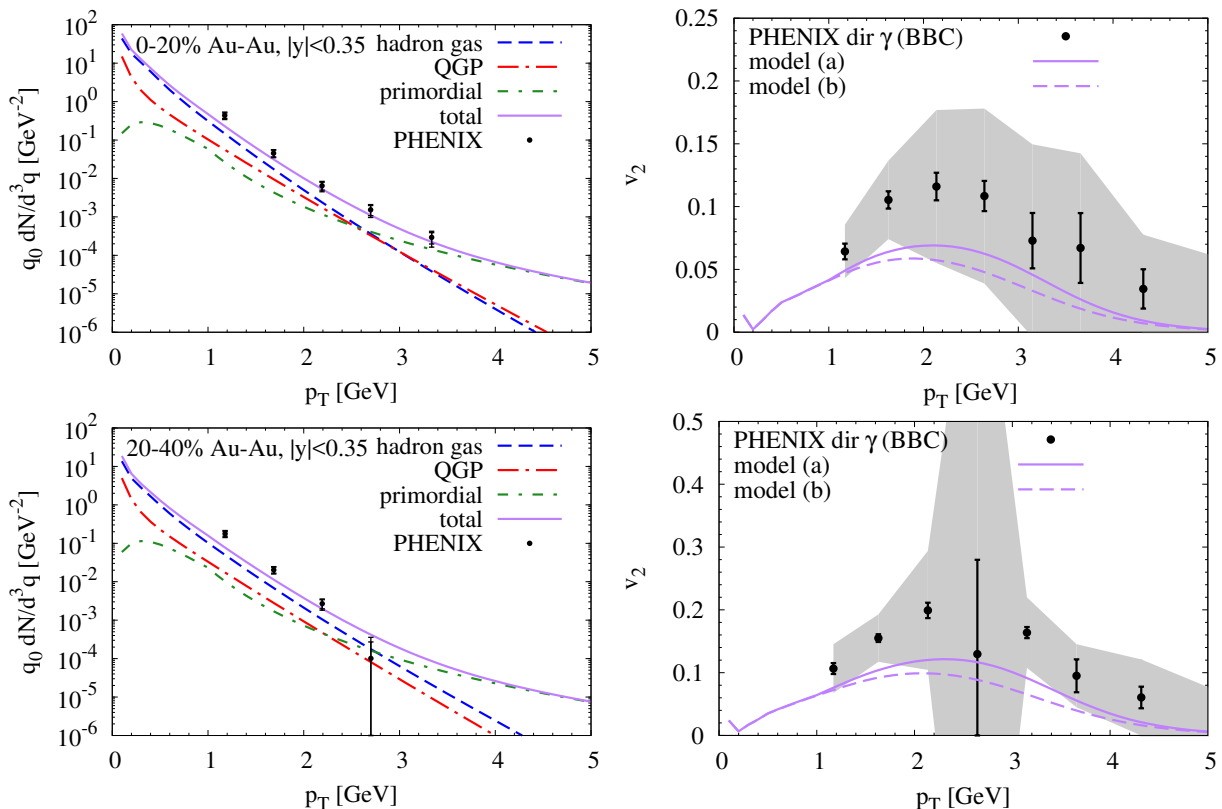 q₀ dN/d³q [GeV⁻²]
10²
10¹
10⁰
10⁻¹
10⁻²
10⁻³
10⁻⁴
10⁻⁵
10⁻⁶
0-20% Au-Au, |y|<0.35
hadron gas
QGP
primordial
total
PHENIX
0 1 2 3 4 5
p_T [GeV]
v₂
0.25
0.2
0.15
0.1
0.05
0
PHENIX dir γ (BBC)
model (a)
model (b)
0 1 2 3 4 5
p_T [GeV]
q₀ dN/d³q [GeV⁻²]
10²
10¹
10⁰
10⁻¹
10⁻²
10⁻³
10⁻⁴
10⁻⁵
10⁻⁶
20-40% Au-Au, |y|<0.35
hadron gas
QGP
primordial
total
PHENIX
0 1 2 3 4 5
p_T [GeV]
v₂
0.5
0.4
0.3
0.2
0.1
0
PHENIX dir γ (BBC)
model (a)
model (b)
0 1 2 3 4 5
p_T [GeV]